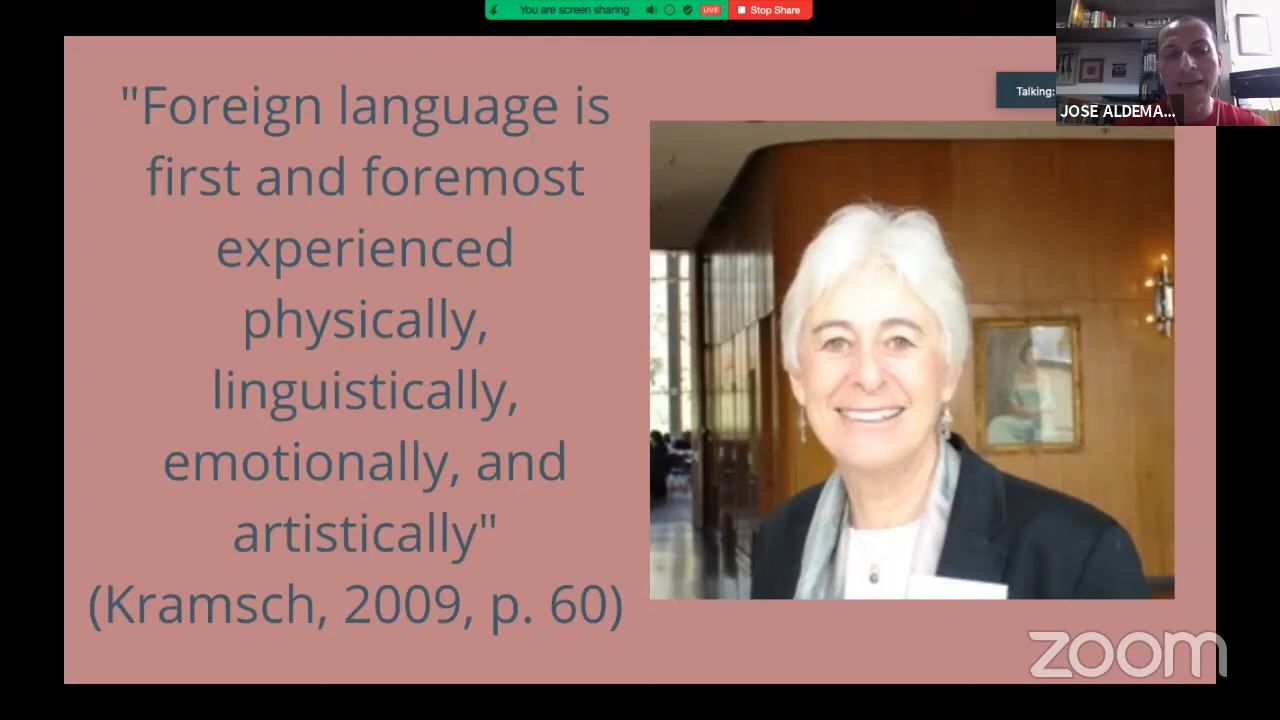 You are screen sharing
LIVE
Stop Share
Talking:
JOSE ALDEMA...
"Foreign language is
first and foremost
experienced
physically,
linguistically,
emotionally, and
artistically"
(Kramsch, 2009, p. 60)
zoom